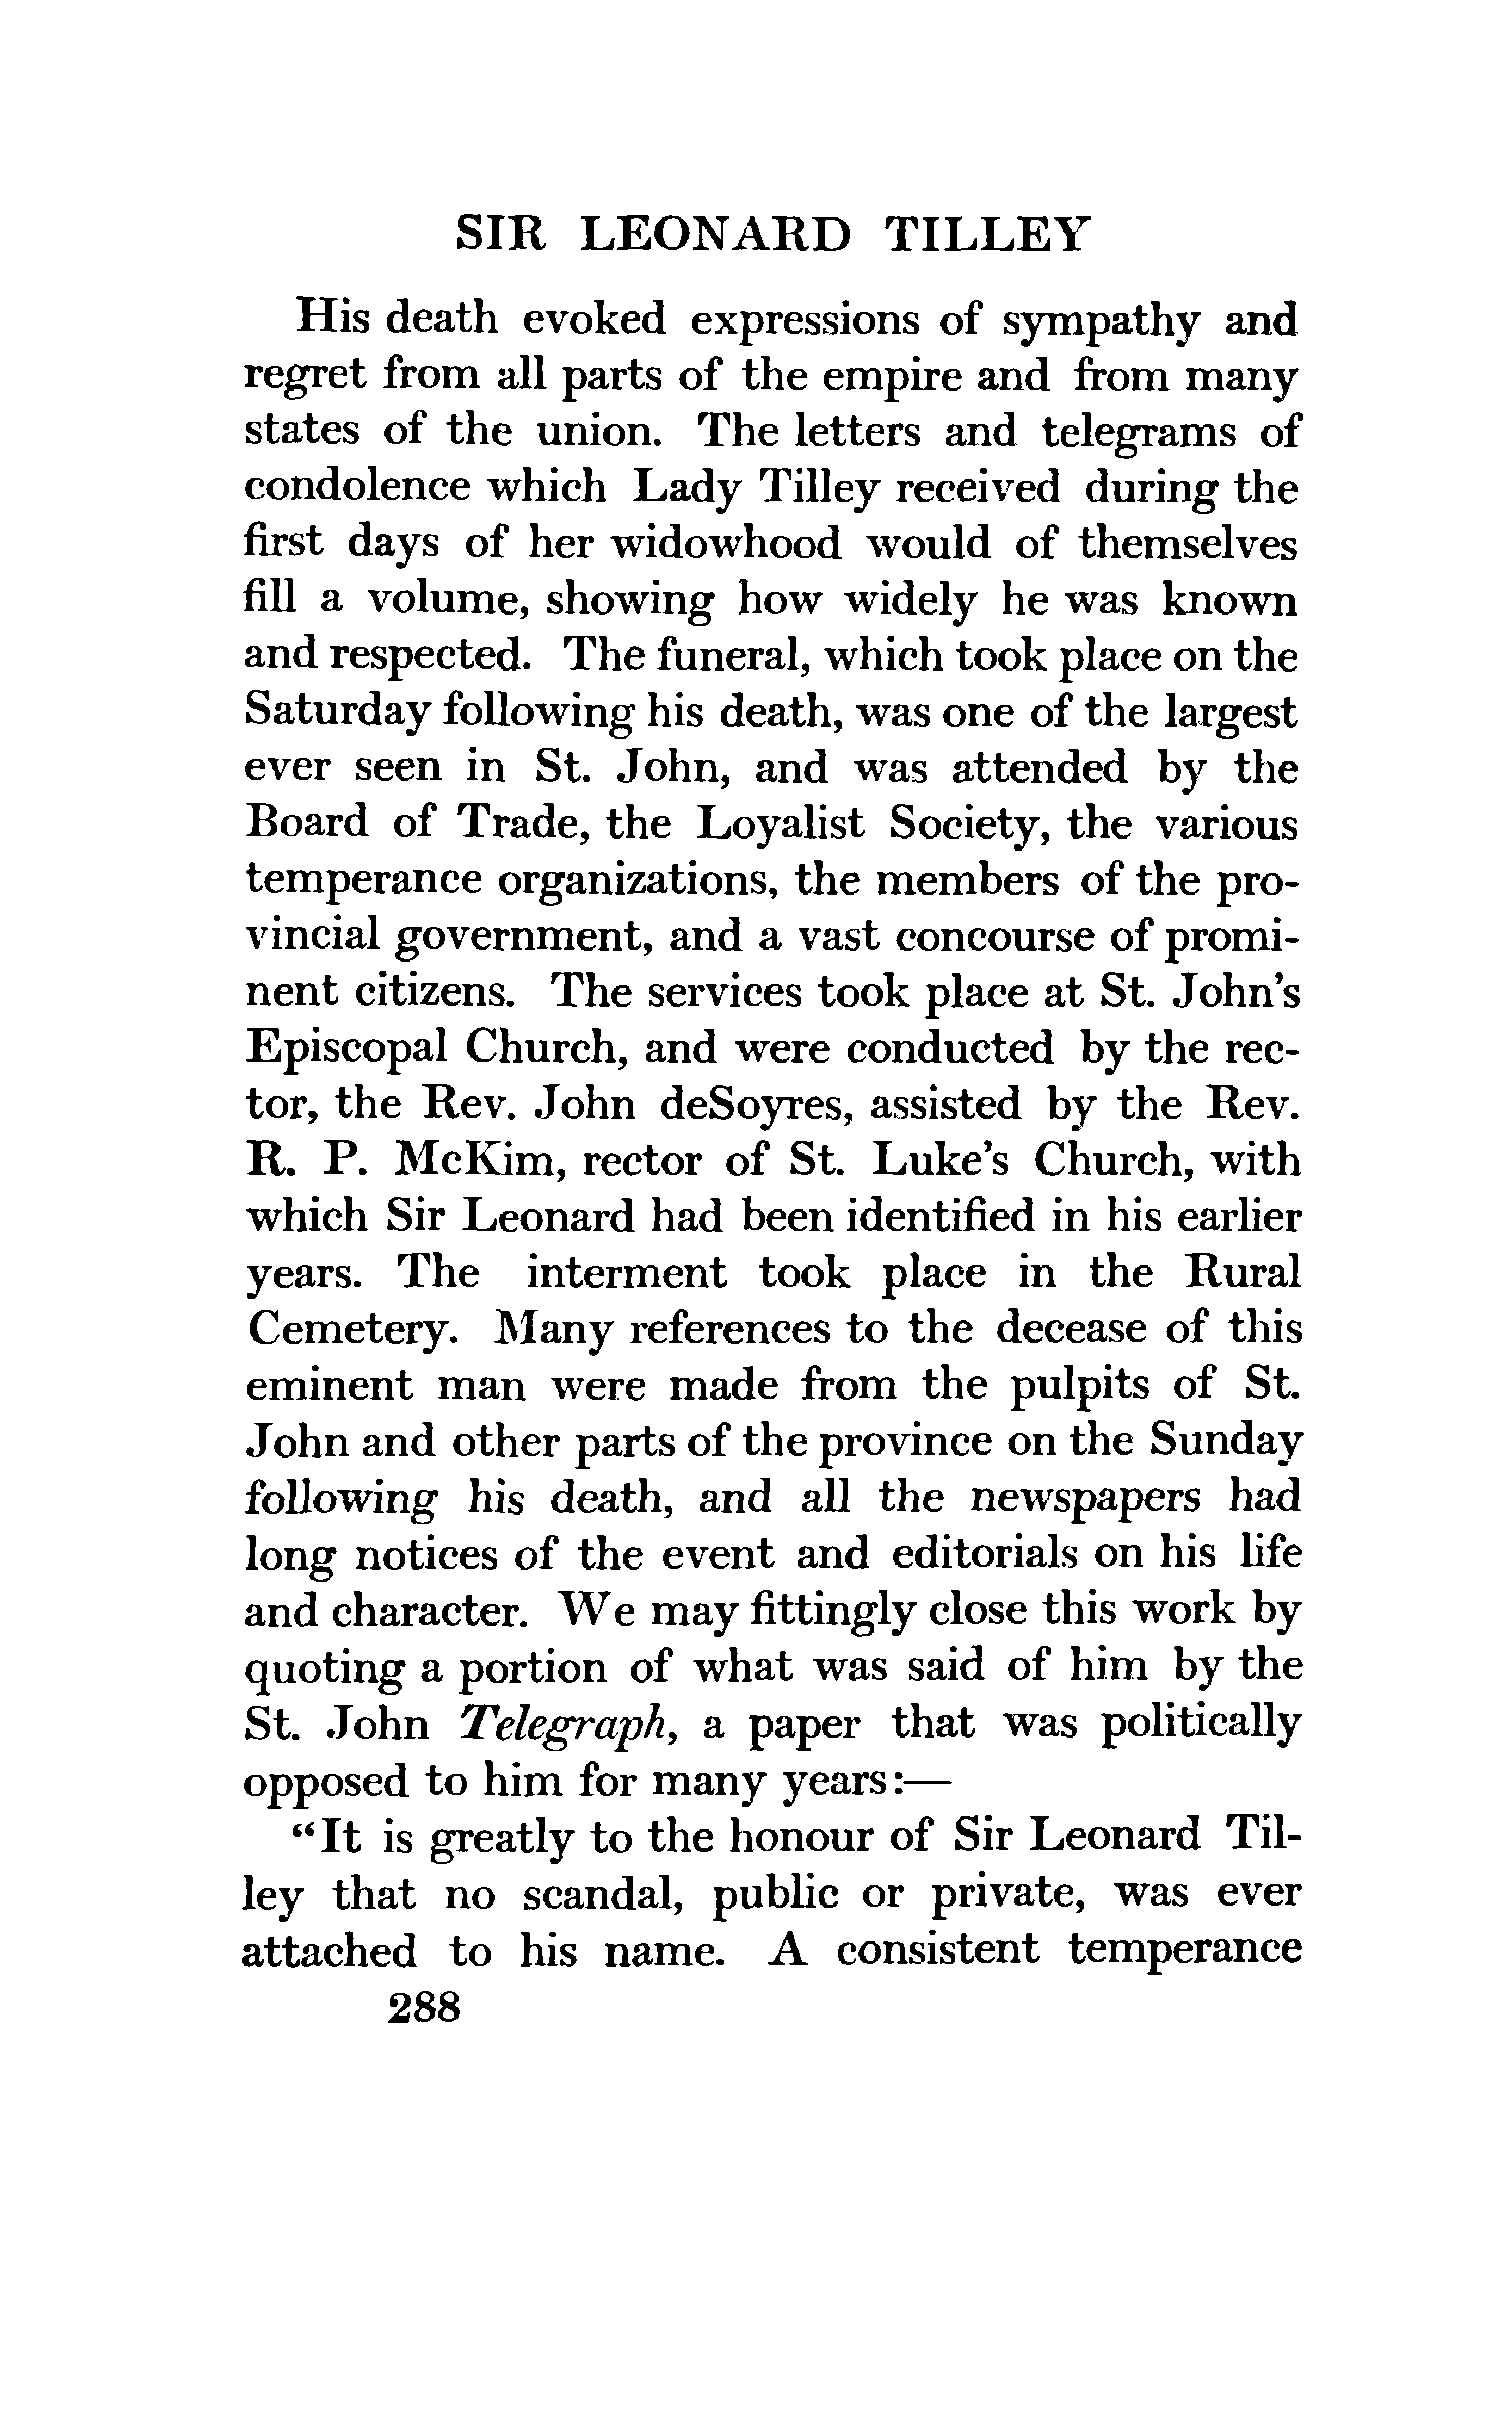 SIR LEONARD TILLEY
His death evoked expressions of sympathy and
regret from all parts of the empire and from many
states of the union. The letters and telegrams of
condolence which Lady Tilley received during the
first days of her widowhood would of themselves
fill a volume, showing how widely he was known
and respected. The funeral, which took place on the
Saturday following his death, was one of the largest
ever seen in St. John, and was attended by the
Board of Trade, the Loyalist Society, the various
temperance organizations, the members of the pro-
vincial government, and a vast concourse of promi-
nent citizens. The services took place at St. John's
Episcopal Church, and were conducted by the rec-
tor, the Rev. John deSoyres, assisted by the Rev.
R. P. McKim, rector of St. Luke's Church, with
which Sir Leonard had been identified in his earlier
years. The interment took place in the Rural
Cemetery. Many references to the decease of this
eminent man were made from the pulpits of St.
John and other parts of the province on the Sunday
following his death, and all the newspapers had
long notices of the event and editorials on his life
and character. We may fittingly close this work by
quoting a portion of what was said of him by the
St. John Telegraph, a paper that was politically
opposed to him for many years:—
“It is greatly to the honour of Sir Leonard Til-
ley that no scandal, public or private, was ever
attached to his name. A consistent temperance
288